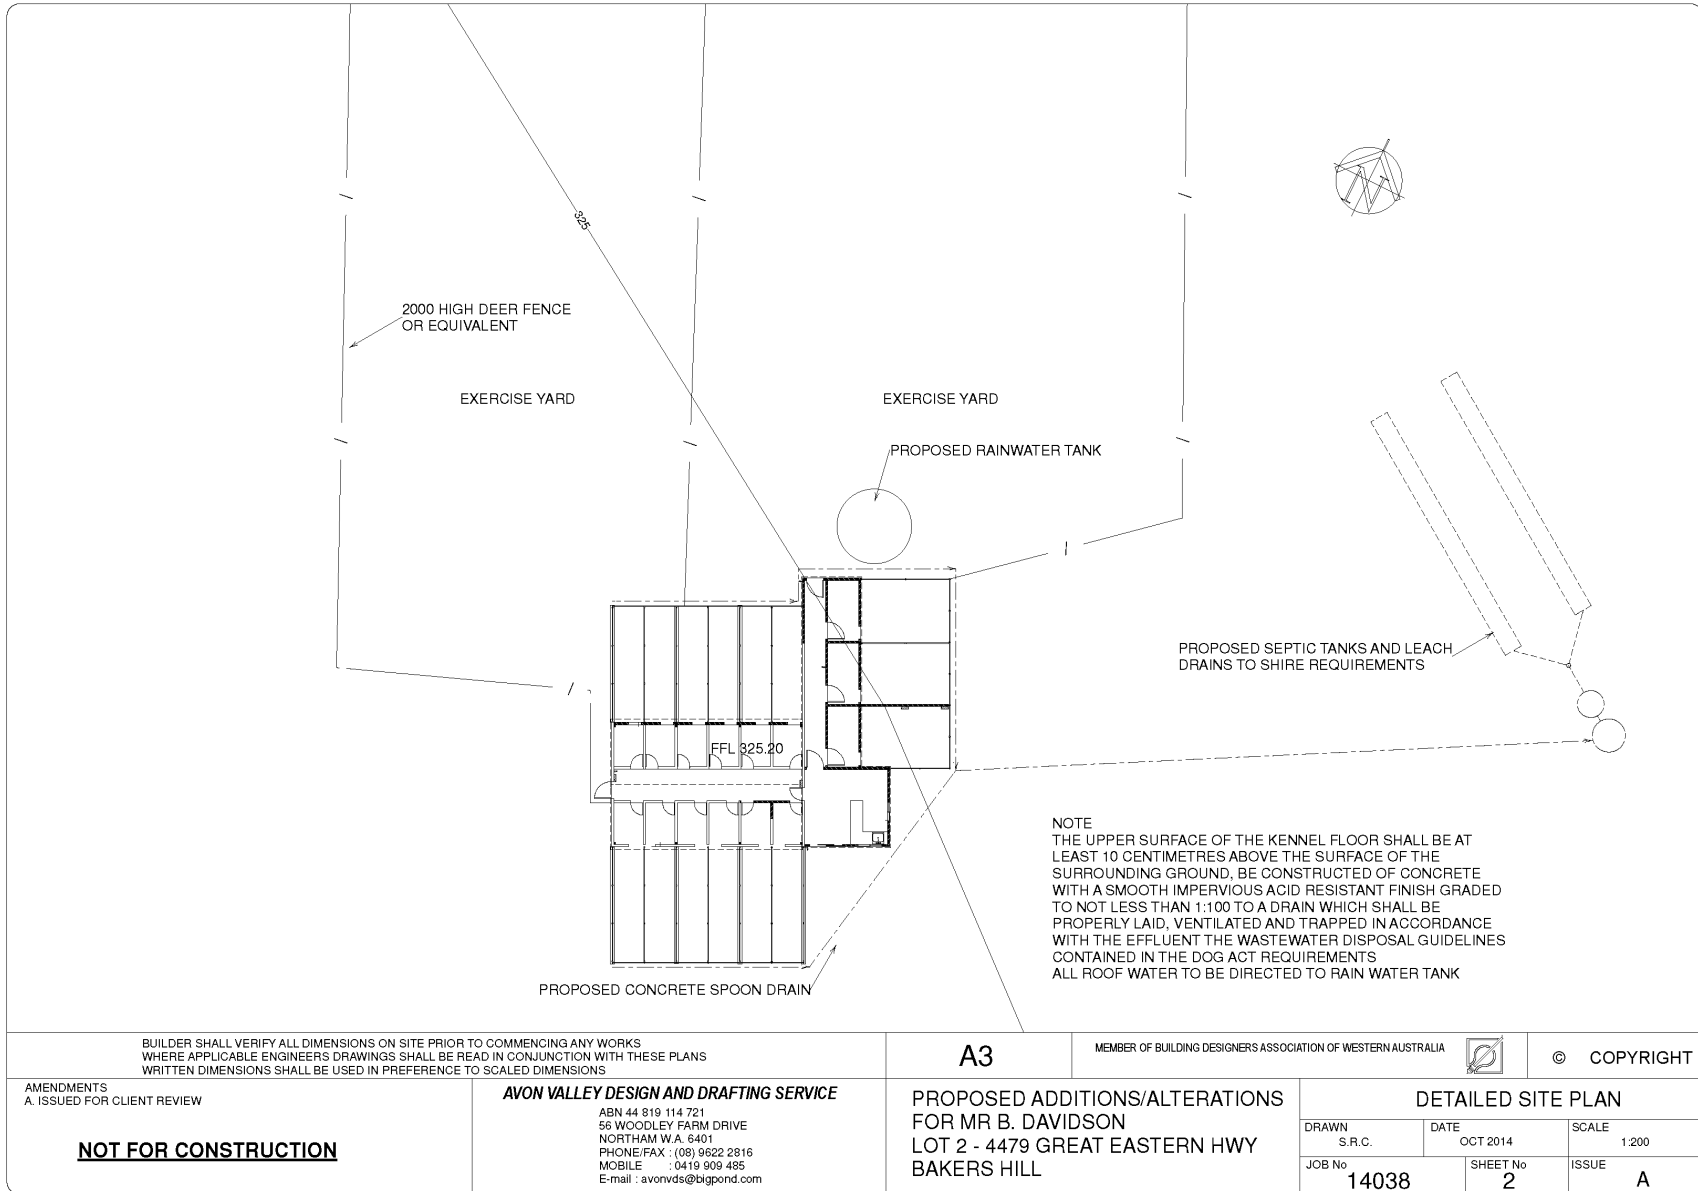 325
2000 HIGH DEER FENCE
OR EQUIVALENT
EXERCISE YARD
EXERCISE YARD
PROPOSED RAINWATER TANK
PROPOSED SEPTIC TANKS AND LEACH
DRAINS TO SHIRE REQUIREMENTS
FFL 325.20
NOTE
THE UPPER SURFACE OF THE KENNEL FLOOR SHALL BE AT
LEAST 10 CENTIMETRES ABOVE THE SURFACE OF THE
SURROUNDING GROUND, BE CONSTRUCTED OF CONCRETE
WITH A SMOOTH IMPERVIOUS ACID RESISTANT FINISH GRADED
TO NOT LESS THAN 1:100 TO A DRAIN WHICH SHALL BE
PROPERLY LAID, VENTILATED AND TRAPPED IN ACCORDANCE
WITH THE EFFLUENT THE WASTEWATER DISPOSAL GUIDELINES
CONTAINED IN THE DOG ACT REQUIREMENTS
ALL ROOF WATER TO BE DIRECTED TO RAIN WATER TANK
PROPOSED CONCRETE SPOON DRAIN
BUILDER SHALL VERIFY ALL DIMENSIONS ON SITE PRIOR TO COMMENCING ANY WORKS
WHERE APPLICABLE ENGINEERS DRAWINGS SHALL BE READ IN CONJUNCTION WITH THESE PLANS
WRITTEN DIMENSIONS SHALL BE USED IN PREFERENCE TO SCALED DIMENSIONS
A3
MEMBER OF BUILDING DESIGNERS ASSOCIATION OF WESTERN AUSTRALIA
© COPYRIGHT
AMENDMENTS
A. ISSUED FOR CLIENT REVIEW
NOT FOR CONSTRUCTION
AVON VALLEY DESIGN AND DRAFTING SERVICE
ABN 44 819 114 721
56 WOODLEY FARM DRIVE
NORTHAM W.A. 6401
PHONE/FAX : (08) 9622 2816
MOBILE : 0419 909 485
E-mail : avonvds@bigpond.com
PROPOSED ADDITIONS/ALTERATIONS
FOR MR B. DAVIDSON
LOT 2 - 4479 GREAT EASTERN HWY
BAKERS HILL
DETAILED SITE PLAN
DRAWN
S.R.C.
DATE
OCT 2014
SCALE
1:200
JOB No
14038
SHEET No
2
ISSUE
A